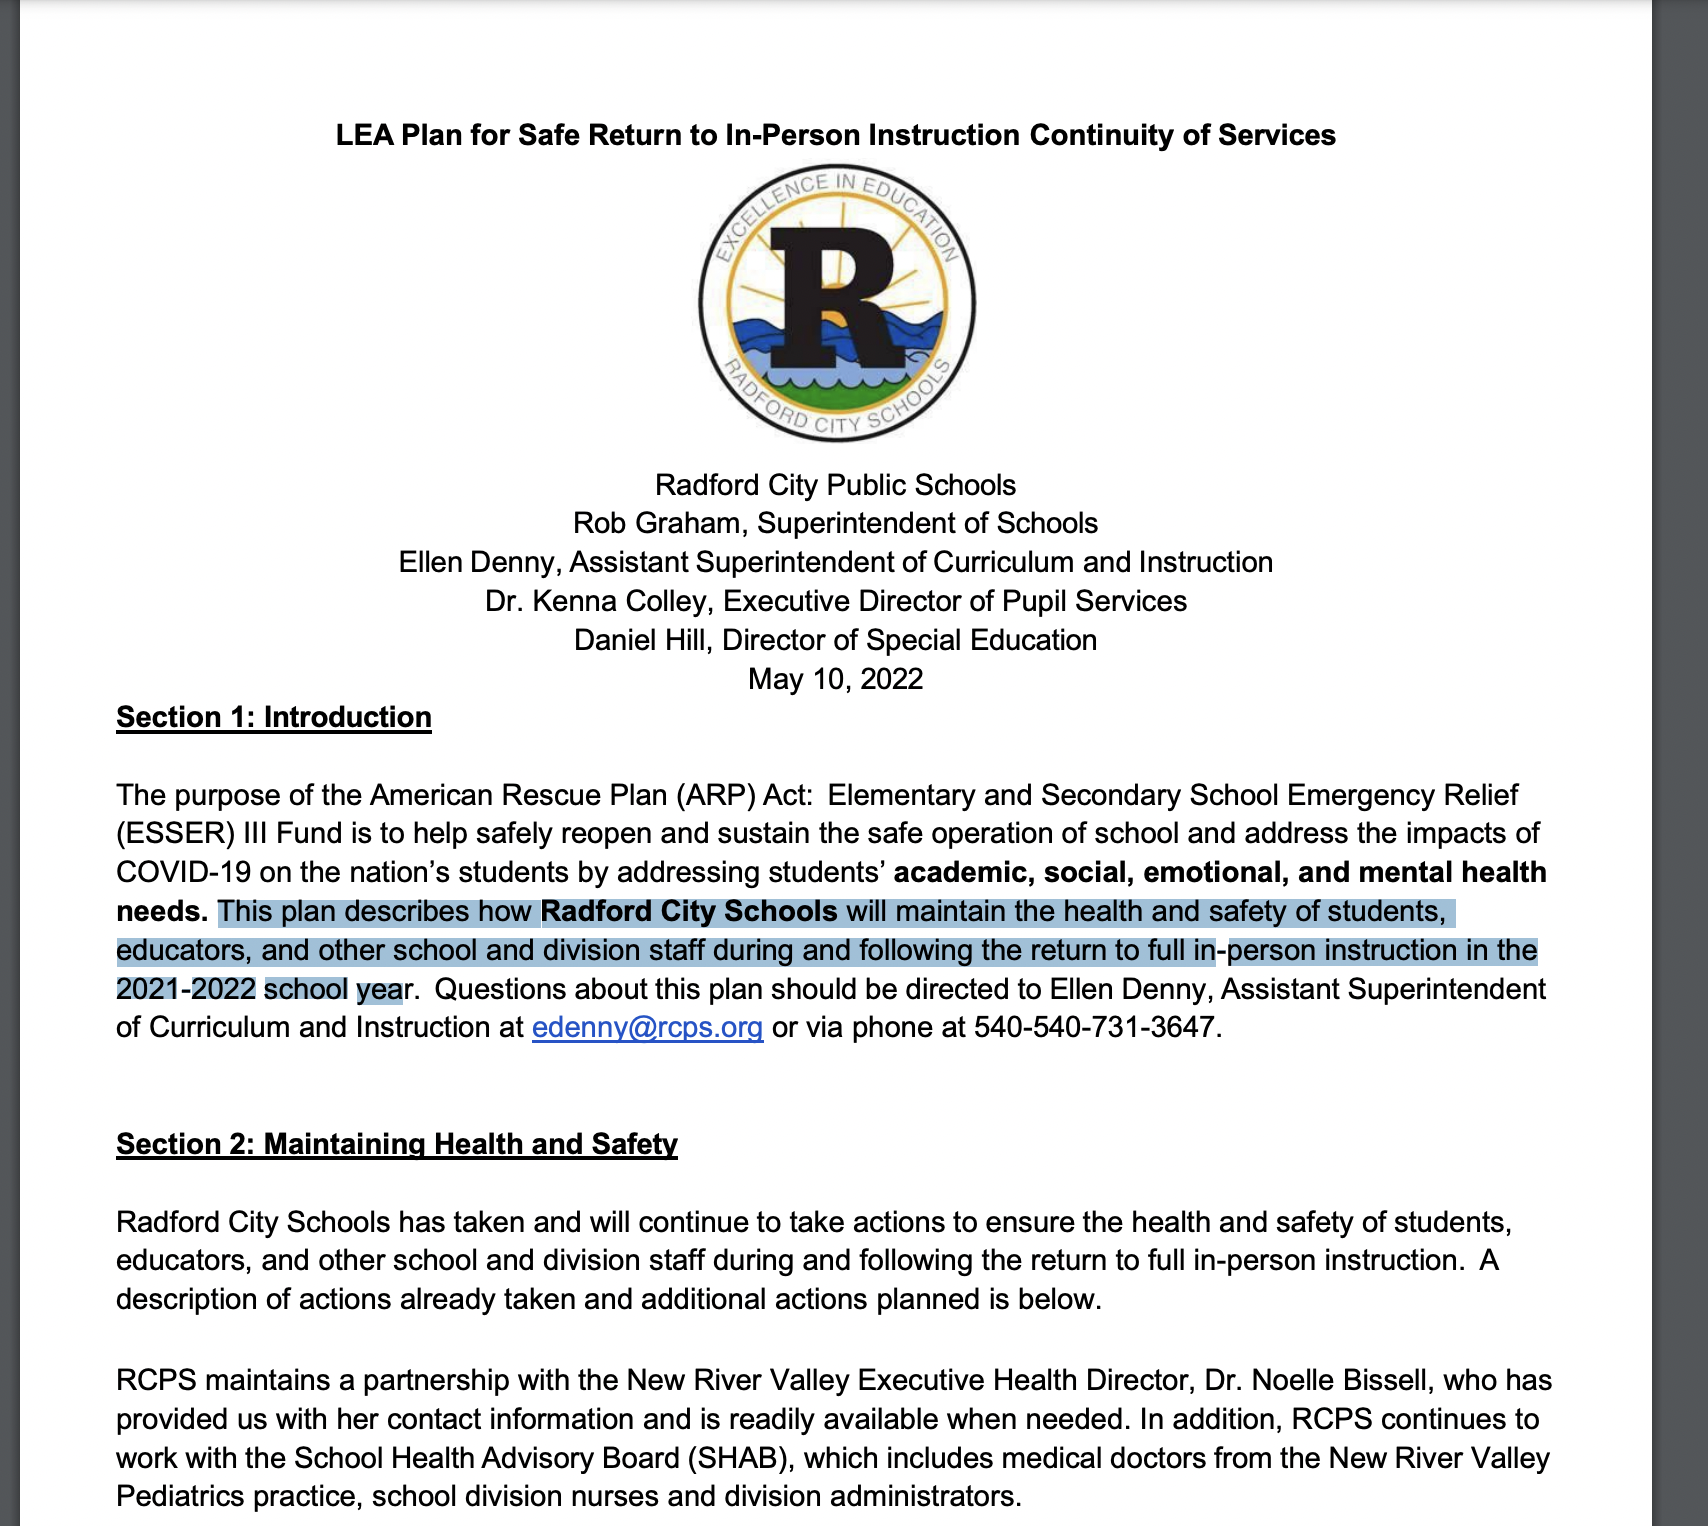 LEA Plan for Safe Return to In-Person Instruction Continuity of Services
EXCELLENCE IN EDUCATION
R
RADFORD CITY SCHOOLS
Radford City Public Schools
Rob Graham, Superintendent of Schools
Ellen Denny, Assistant Superintendent of Curriculum and Instruction
Dr. Kenna Colley, Executive Director of Pupil Services
Daniel Hill, Director of Special Education
May 10, 2022
Section 1: Introduction
The purpose of the American Rescue Plan (ARP) Act:  Elementary and Secondary School Emergency Relief
(ESSER) III Fund is to help safely reopen and sustain the safe operation of school and address the impacts of
COVID-19 on the nation’s students by addressing students’ academic, social, emotional, and mental health
needs. This plan describes how Radford City Schools will maintain the health and safety of students,
educators, and other school and division staff during and following the return to full in-person instruction in the
2021-2022 school year.  Questions about this plan should be directed to Ellen Denny, Assistant Superintendent
of Curriculum and Instruction at edenny@rcps.org or via phone at 540-540-731-3647.
Section 2: Maintaining Health and Safety
Radford City Schools has taken and will continue to take actions to ensure the health and safety of students,
educators, and other school and division staff during and following the return to full in-person instruction.  A
description of actions already taken and additional actions planned is below.
RCPS maintains a partnership with the New River Valley Executive Health Director, Dr. Noelle Bissell, who has
provided us with her contact information and is readily available when needed. In addition, RCPS continues to
work with the School Health Advisory Board (SHAB), which includes medical doctors from the New River Valley
Pediatrics practice, school division nurses and division administrators.